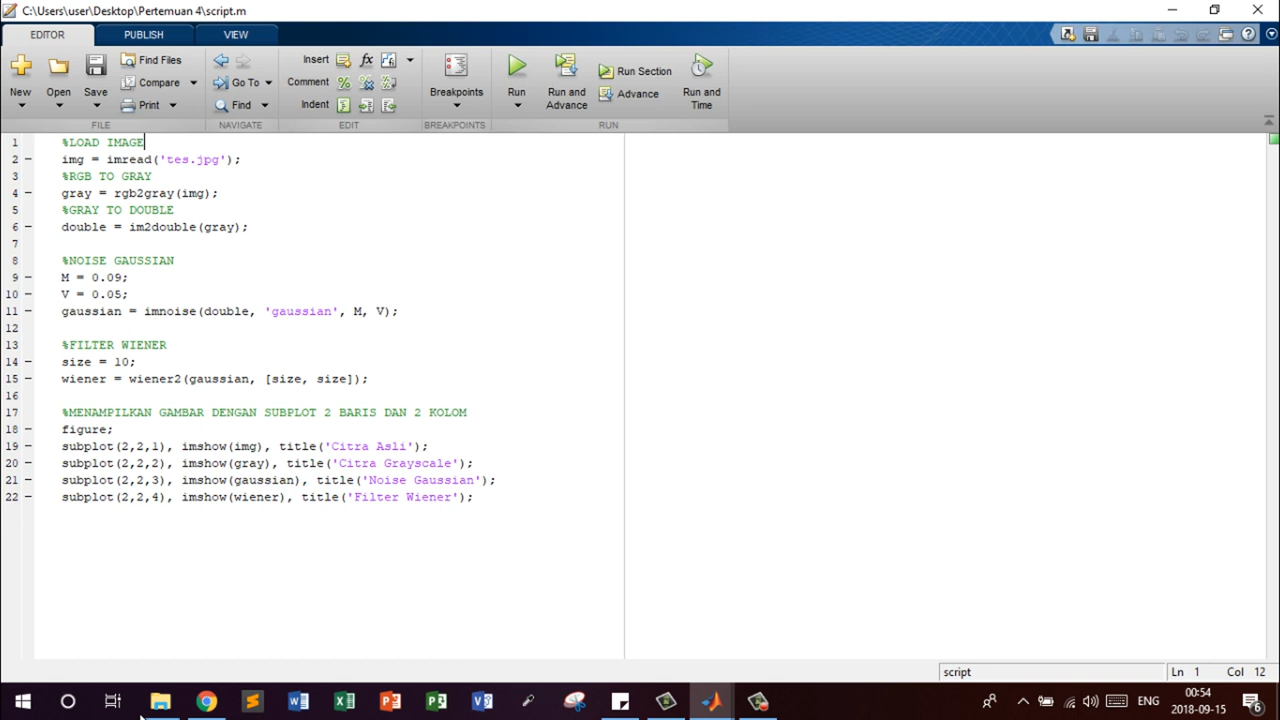 C:\Users\user\Desktop\Pertemuan 4\script.m
EDITOR PUBLISH VIEW
New Open Save Find Files Compare Print
FILE
Go To Find
NAVIGATE
Insert fx
Comment
Indent
EDIT
Breakpoints
BREAKPOINTS
Run Run and Advance Run Section Advance Run and Time
RUN
1 %LOAD IMAGE
2 – img = imread('tes.jpg');
3 %RGB TO GRAY
4 – gray = rgb2gray(img);
5 %GRAY TO DOUBLE
6 – double = im2double(gray);
7
8 %NOISE GAUSSIAN
9 – M = 0.09;
10 – V = 0.05;
11 – gaussian = imnoise(double, 'gaussian', M, V);
12
13 %FILTER WIENER
14 – size = 10;
15 – wiener = wiener2(gaussian, [size, size]);
16
17 %MENAMPILKAN GAMBAR DENGAN SUBPLOT 2 BARIS DAN 2 KOLOM
18 – figure;
19 – subplot(2,2,1), imshow(img), title('Citra Asli');
20 – subplot(2,2,2), imshow(gray), title('Citra Grayscale');
21 – subplot(2,2,3), imshow(gaussian), title('Noise Gaussian');
22 – subplot(2,2,4), imshow(wiener), title('Filter Wiener');
script Ln 1 Col 12
ENG 00:54
2018-09-15 6